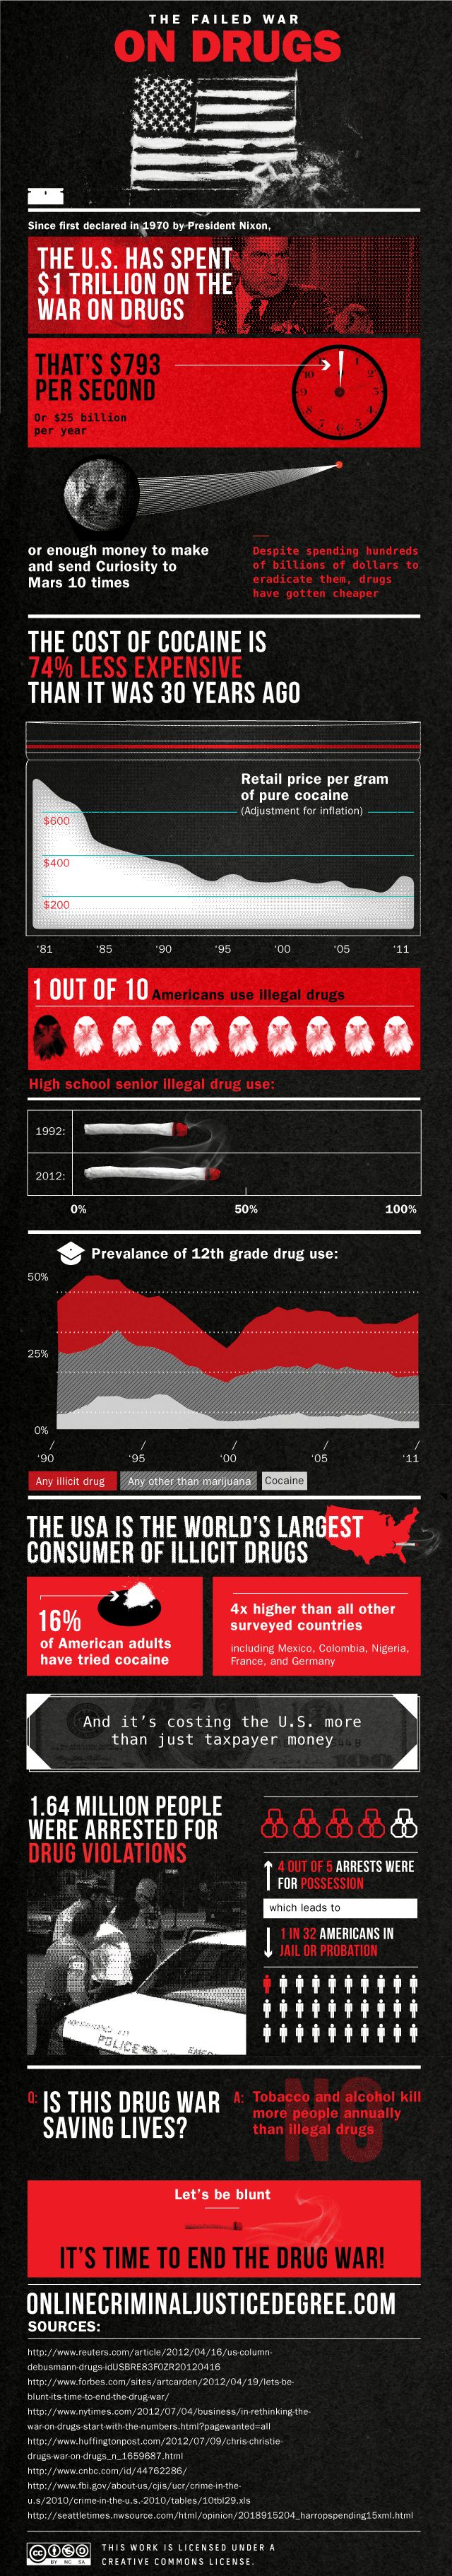 THE FAILED WAR
ON DRUGS
Since first declared in 1970 by President Nixon,
THE U.S. HAS SPENT
$1 TRILLION ON THE
WAR ON DRUGS
THAT'S $793
PER SECOND
Or $25 billion
per year
or enough money to make
and send Curiosity to
Mars 10 times
Despite spending hundreds
of billions of dollars to
eradicate them, drugs
have gotten cheaper
THE COST OF COCAINE IS
74% LESS EXPENSIVE
THAN IT WAS 30 YEARS AGO
Retail price per gram
of pure cocaine
(Adjustment for inflation)
$600
$400
$200
'81 '85 '90 '95 '00 '05 '11
1 OUT OF 10 Americans use illegal drugs
High school senior illegal drug use:
1992:
2012:
0% 50% 100%
Prevalance of 12th grade drug use:
50%
25%
0%
'90 '95 '00 '05 '11
Any illicit drug Any other than marijuana Cocaine
THE USA IS THE WORLD'S LARGEST
CONSUMER OF ILLICIT DRUGS
16%
of American adults
have tried cocaine
4x higher than all other
surveyed countries
including Mexico, Colombia, Nigeria,
France, and Germany
And it's costing the U.S. more
than just taxpayer money
1.64 MILLION PEOPLE
WERE ARRESTED FOR
DRUG VIOLATIONS
4 OUT OF 5 ARRESTS WERE
FOR POSSESSION
which leads to
1 IN 32 AMERICANS IN
JAIL OR PROBATION
POLICE
Q: IS THIS DRUG WAR
SAVING LIVES?
A: Tobacco and alcohol kill
more people annually
than illegal drugs
NO
Let's be blunt
IT'S TIME TO END THE DRUG WAR!
ONLINECRIMINALJUSTICEDEGREE.COM
SOURCES:
http://www.reuters.com/article/2012/04/16/us-column-
debusmann-drugs-idUSBRE83F0ZR20120416
http://www.forbes.com/sites/artcarden/2012/04/19/lets-be-
blunt-its-time-to-end-the-drug-war/
http://www.nytimes.com/2012/07/04/business/in-rethinking-the-
war-on-drugs-start-with-the-numbers.html?pagewanted=all
http://www.huffingtonpost.com/2012/07/09/chris-christie-
drugs-war-on-drugs_n_1659687.html
http://www.cnbc.com/id/44762286/
http://www.fbi.gov/about-us/cjis/ucr/crime-in-the-
u.s/2010/crime-in-the-u.s.-2010/tables/10tbl29.xls
http://seattletimes.nwsource.com/html/opinion/2018915204_harropspending15xml.html
CC BY NC SA
THIS WORK IS LICENSED UNDER A
CREATIVE COMMONS LICENSE.